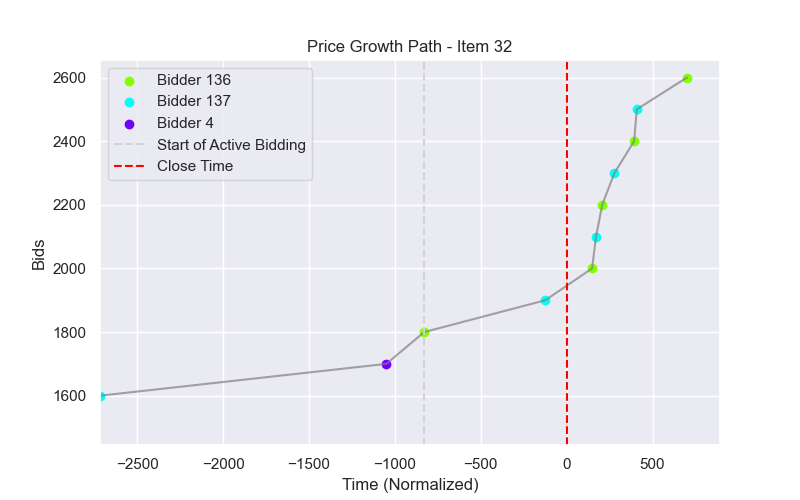 Price Growth Path - Item 32
Bidder 136
Bidder 137
Bidder 4
Start of Active Bidding
Close Time
Bids
2600
2400
2200
2000
1800
1600
−2500 −2000 −1500 −1000 −500 0 500
Time (Normalized)